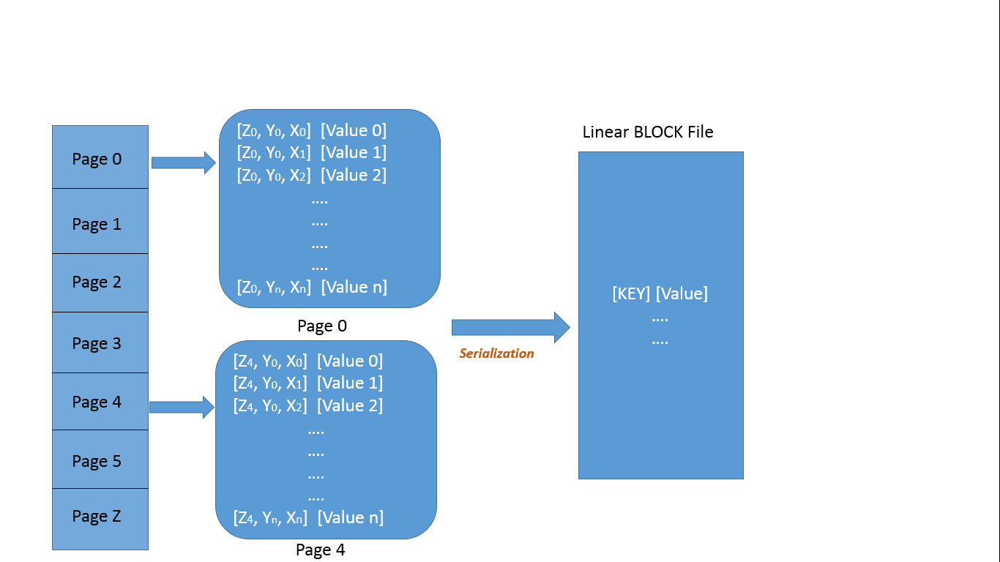 Page 0
Page 1
Page 2
Page 3
Page 4
Page 5
Page Z
[Z0, Y0, X0] [Value 0]
[Z0, Y0, X1] [Value 1]
[Z0, Y0, X2] [Value 2]
....
....
....
....
[Z0, Yn, Xn] [Value n]
Page 0
[Z4, Y0, X0] [Value 0]
[Z4, Y0, X1] [Value 1]
[Z4, Y0, X2] [Value 2]
....
....
....
....
[Z4, Yn, Xn] [Value n]
Page 4
Serialization
Linear BLOCK File
[KEY] [Value]
....
....